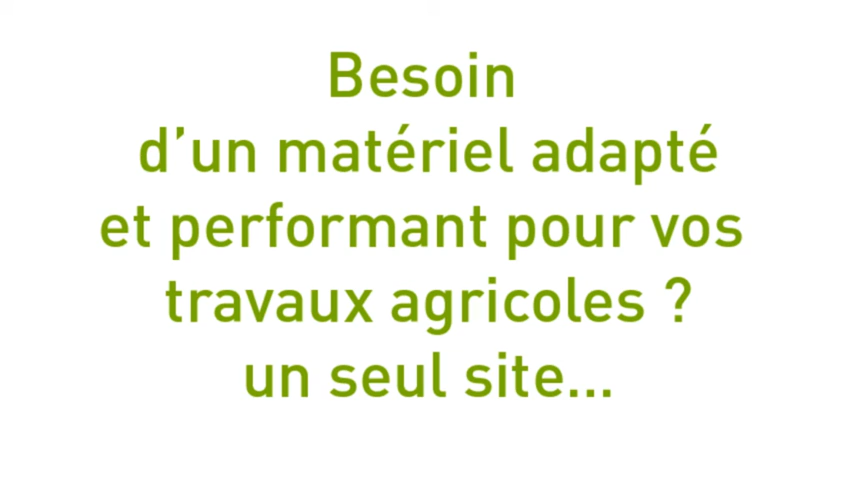 Besoin
d’un matériel adapté
et performant pour vos
travaux agricoles ?
un seul site...